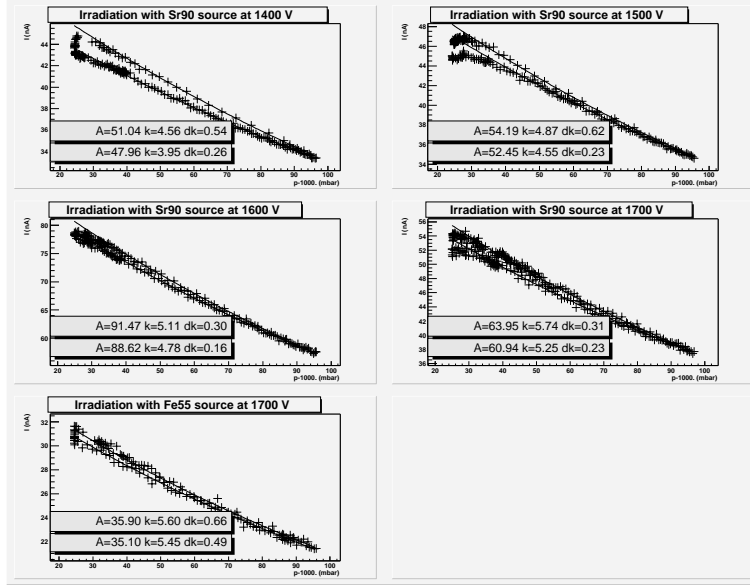 Irradiation with Sr90 source at 1400 V
I (nA)
44
42
40
38
36
34
A=51.04 k=4.56 dk=0.54
A=47.96 k=3.95 dk=0.26
20 30 40 50 60 70 80 90 100
p-1000. (mbar)
Irradiation with Sr90 source at 1500 V
I (nA)
48
46
44
42
40
38
36
34
A=54.19 k=4.87 dk=0.62
A=52.45 k=4.55 dk=0.23
20 30 40 50 60 70 80 90 100
p-1000. (mbar)
Irradiation with Sr90 source at 1600 V
I (nA)
80
75
70
65
60
A=91.47 k=5.11 dk=0.30
A=88.62 k=4.78 dk=0.16
20 30 40 50 60 70 80 90 100
p-1000. (mbar)
Irradiation with Sr90 source at 1700 V
I (nA)
56
54
52
50
48
46
44
42
40
38
36
A=63.95 k=5.74 dk=0.31
A=60.94 k=5.25 dk=0.23
20 30 40 50 60 70 80 90 100
p-1000. (mbar)
Irradiation with Fe55 source at 1700 V
I (nA)
32
30
28
26
24
22
A=35.90 k=5.60 dk=0.66
A=35.10 k=5.45 dk=0.49
20 30 40 50 60 70 80 90 100
p-1000. (mbar)